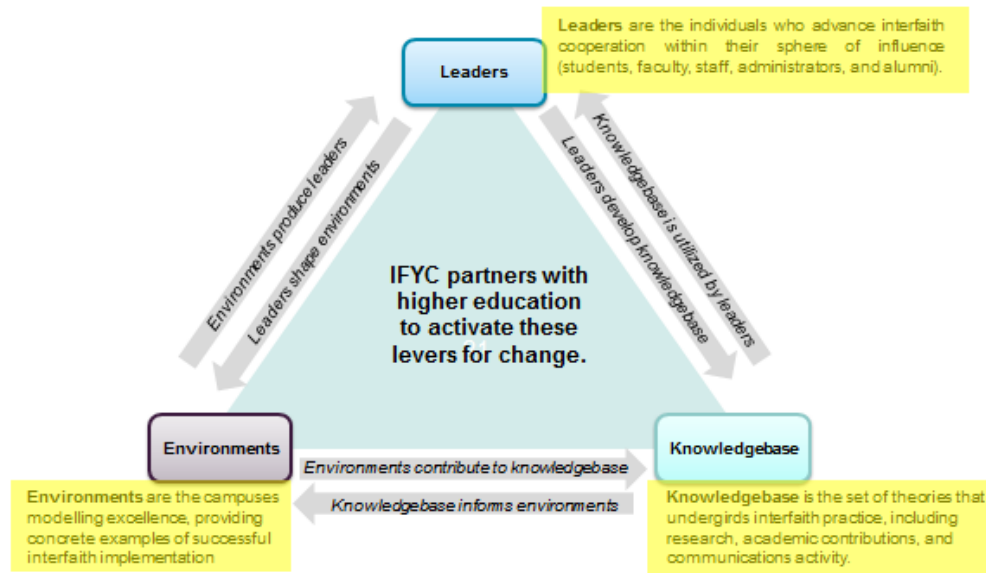 Leaders are the individuals who advance interfaith
cooperation within their sphere of influence
(students, faculty, staff, administrators, and alumni).
Leaders
Environments produce leaders
Leaders shape environments
Knowledgebase is utilized by leaders
Leaders develop knowledgebase
IFYC partners with
higher education
to activate these
levers for change.
Environments
Knowledgebase
Environments contribute to knowledgebase
Knowledgebase informs environments
Environments are the campuses
modelling excellence, providing
concrete examples of successful
interfaith implementation
Knowledgebase is the set of theories that
undergirds interfaith practice, including
research, academic contributions, and
communications activity.